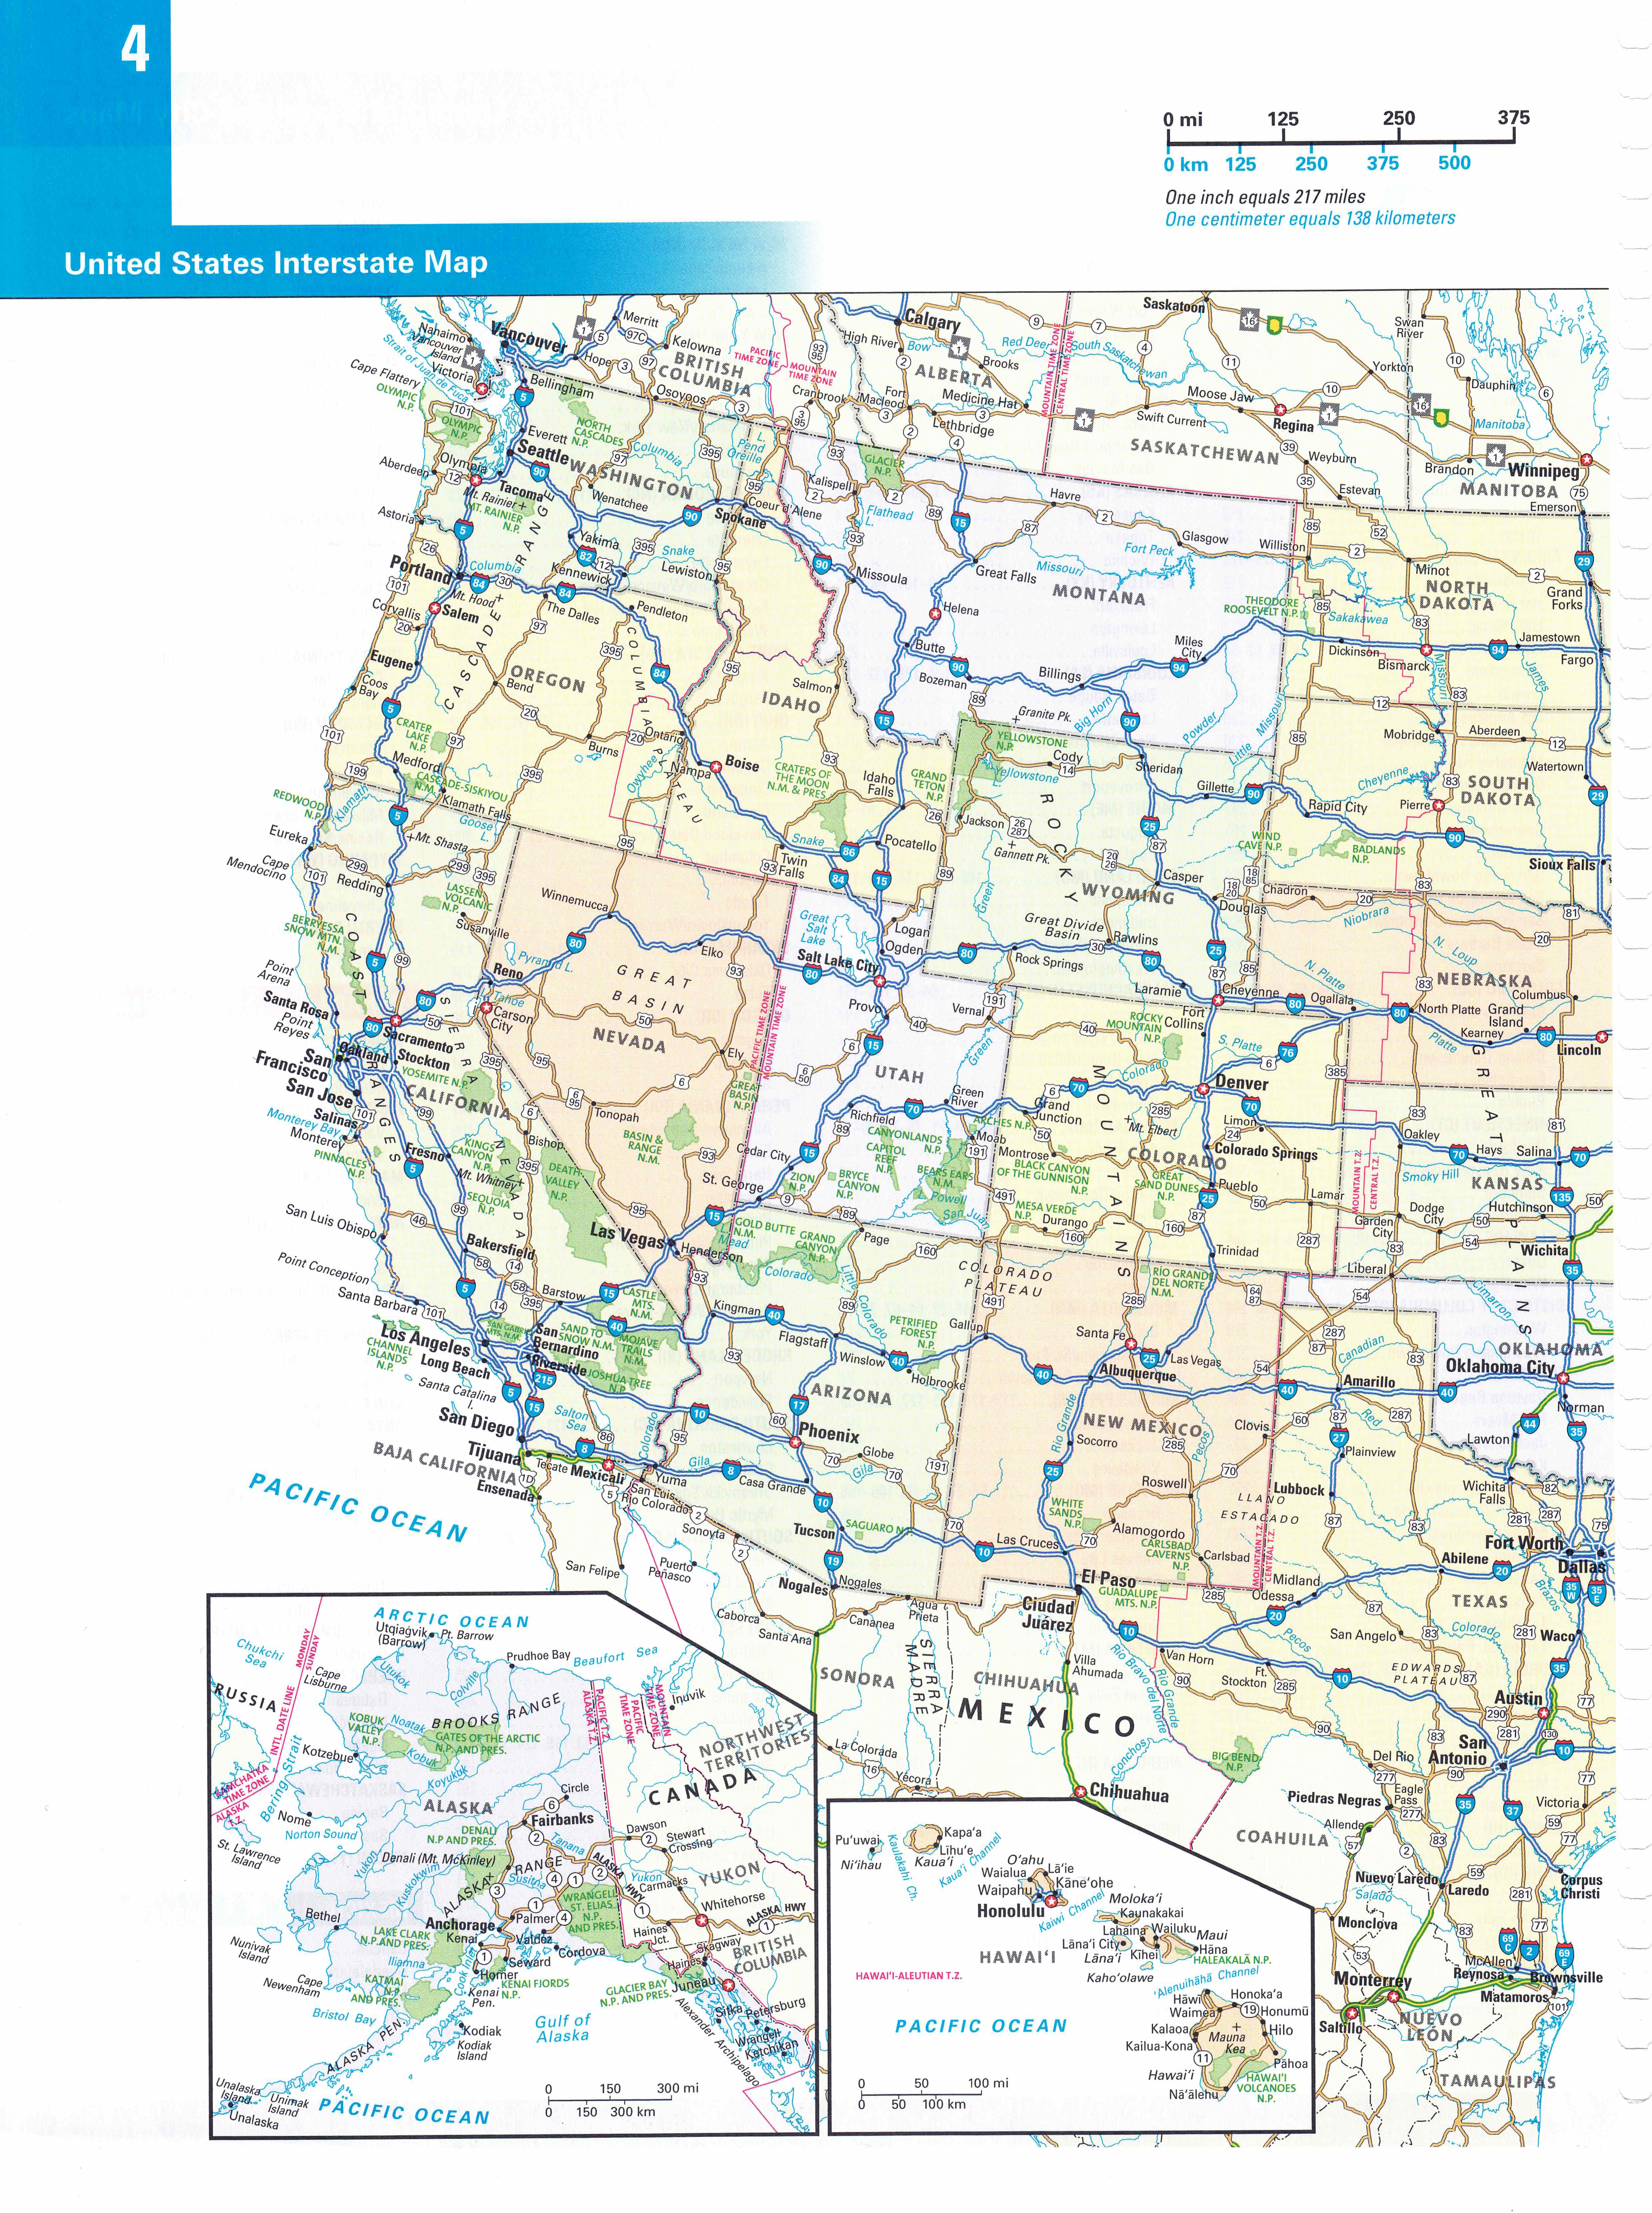 4
United States Interstate Map
0 mi 125 250 375
0 km 125 250 375 500
One inch equals 217 miles
One centimeter equals 138 kilometers
Nanaimo
Vancouver
Island
Vancouver
Victoria
Strait of Juan de Fuca
Cape Flattery
Merritt
Hope
Kelowna
Osoyoos
BRITISH
COLUMBIA
PACIFIC
TIME ZONE
MOUNTAIN
TIME ZONE
Cranbrook
Calgary
High River
Bow
Brooks
ALBERTA
Fort
Macleod
Medicine Hat
Lethbridge
Red Deer
South Saskatchewan
MOUNTAIN TIME ZONE
CENTRAL TIME ZONE
Saskatoon
Swift Current
Moose Jaw
Regina
SASKATCHEWAN
Weyburn
Estevan
Yorkton
Swan
River
Dauphin
L.
Manitoba
Brandon
Winnipeg
MANITOBA
Emerson
OLYMPIC
N.P.
OLYMPIC
N.P.
Bellingham
NORTH
CASCADES
N.P.
Everett
Seattle
WASHINGTON
Columbia
L.
Pend
Oreille
Aberdeen
Olympia
Tacoma
Mt. Rainier
MT. RAINIER
N.P.
Wenatchee
Spokane
Coeur d'Alene
Astoria
Yakima
Kennewick
Snake
Lewiston
Portland
Columbia
Mt. Hood
The Dalles
Pendleton
Salem
Corvallis
CASCADE RANGE
Eugene
OREGON
Bend
COLUMBIA PLATEAU
Coos
Bay
Ontario
Burns
Owyhee
CRATER
LAKE
N.P.
Medford
CASCADE-SISKIYOU
N.M.
Klamath Falls
Klamath
Goose
L.
GLACIER
N.P.
Kalispell
Flathead
L.
Havre
Glasgow
Fort Peck
Missouri
Great Falls
Missoula
Helena
MONTANA
Butte
Bozeman
Billings
Miles
City
Granite Pk.
Big Horn
Powder
Little Missouri
Williston
Minot
NORTH
DAKOTA
Grand
Forks
THEODORE
ROOSEVELT N.P.
Sakakawea
Dickinson
Bismarck
Jamestown
Fargo
Missouri
James
Mobridge
Aberdeen
Watertown
Cheyenne
SOUTH
DAKOTA
Pierre
Rapid City
WIND
CAVE N.P.
BADLANDS
N.P.
Sioux Falls
IDAHO
Salmon
Nampa
Boise
CRATERS OF
THE MOON
N.M. & PRES.
Idaho
Falls
Snake
Twin
Falls
Pocatello
YELLOWSTONE
N.P.
Yellowstone
GRAND
TETON
N.P.
Cody
Jackson
Sheridan
Gillette
Gannett Pk.
ROCKY MOUNTAINS
Green
WYOMING
Casper
Douglas
Great Divide
Basin
Rawlins
Rock Springs
Laramie
Cheyenne
Chadron
Niobrara
N. Platte
N. Loup
NEBRASKA
Ogallala
North Platte
Grand
Island
Columbus
Kearney
Platte
Lincoln
REDWOOD
N.P.
Eureka
Cape
Mendocino
Mt. Shasta
Redding
LASSEN
VOLCANIC
N.P.
Susanville
BERRYESSA
SNOW MTN.
N.M.
COAST RANGES
Point
Arena
Santa Rosa
Point
Reyes
San
Francisco
Oakland
San Jose
Sacramento
Stockton
Salinas
Monterey Bay
Monterey
PINNACLES
N.P.
YOSEMITE N.P.
CALIFORNIA
SIERRA NEVADA
KINGS
CANYON
N.P.
Fresno
Mt. Whitney
SEQUOIA
N.P.
Bishop
DEATH
VALLEY
N.P.
Reno
Tahoe
Carson
City
Pyramid L.
Winnemucca
Elko
GREAT
BASIN
NEVADA
Ely
GREAT
BASIN
N.P.
PACIFIC TIME ZONE
MOUNTAIN TIME ZONE
Tonopah
BASIN &
RANGE
N.M.
Las Vegas
Henderson
Great
Salt
Lake
Logan
Ogden
Salt Lake City
Provo
Vernal
Green
UTAH
Green
River
Richfield
CANYONLANDS
N.P.
CAPITOL
REEF
N.P.
ARCHES N.P.
Moab
Cedar City
St. George
ZION
N.P.
BRYCE
CANYON
N.P.
BEARS EARS
N.M.
Powell
San Juan
ROCKY
MOUNTAIN
N.P.
Fort
Collins
S. Platte
Colorado
Denver
Grand
Junction
Mt. Elbert
Limon
Colorado Springs
COLORADO
Montrose
BLACK CANYON
OF THE GUNNISON
N.P.
GREAT
SAND DUNES
N.P.
Pueblo
Lamar
MESA VERDE
N.P.
Durango
Trinidad
MOUNTAIN T.Z.
CENTRAL T.Z.
Oakley
Hays
Salina
Smoky Hill
KANSAS
Garden
City
Dodge
City
Hutchinson
Wichita
Liberal
GREAT PLAINS
San Luis Obispo
Bakersfield
Point Conception
Santa Barbara
Barstow
CASTLE
MTS.
N.M.
SAN GABRIEL
MTS. N.M.
Los Angeles
San
Bernardino
SAND TO
SNOW N.M.
MOJAVE
TRAILS
N.M.
Long Beach
Riverside
JOSHUA TREE
N.P.
CHANNEL
ISLANDS
N.P.
Santa Catalina
I.
Salton
Sea
San Diego
Tijuana
Tecate
Mexicali
BAJA CALIFORNIA
Ensenada
PACIFIC OCEAN
Yuma
San Luis
Rio Colorado
Sonoyta
San Felipe
Puerto
Peñasco
GOLD BUTTE
N.M.
GRAND
CANYON
N.P.
Mead
Colorado
Page
Little Colorado
Kingman
Flagstaff
Winslow
Holbrook
PETRIFIED
FOREST
N.P.
ARIZONA
Colorado
Phoenix
Globe
Gila
Gila
Casa Grande
Tucson
SAGUARO N.P.
Nogales
Nogales
COLORADO
PLATEAU
RÍO GRANDE
DEL NORTE
N.M.
Gallup
Santa Fe
Las Vegas
Albuquerque
Rio Grande
NEW MEXICO
Socorro
Pecos
Clovis
Roswell
WHITE
SANDS
N.P.
Alamogordo
CARLSBAD
CAVERNS
N.P.
Carlsbad
Las Cruces
El Paso
GUADALUPE
MTS. N.P.
LLANO
ESTACADO
MOUNTAIN T.Z.
CENTRAL T.Z.
Canadian
Cimarron
OKLAHOMA
Oklahoma City
Norman
Lawton
Amarillo
Red
Plainview
Lubbock
Wichita
Falls
Fort Worth
Dallas
Abilene
Midland
Odessa
Brazos
TEXAS
San Angelo
Colorado
Waco
Pecos
Van Horn
Ft.
Stockton
EDWARDS
PLATEAU
Austin
San
Antonio
Del Rio
BIG BEND
N.P.
Eagle
Pass
Victoria
Laredo
Corpus
Christi
McAllen
Brownsville
Ciudad
Juárez
Villa
Ahumada
Rio Bravo del Norte
Rio Grande
Agua
Prieta
Cananea
Caborca
Santa Ana
SONORA
SIERRA
MADRE
CHIHUAHUA
MEXICO
La Colorada
Yécora
Conchos
Chihuahua
Piedras Negras
Allende
COAHUILA
Nuevo Laredo
Salado
Monclova
Monterrey
Reynosa
Matamoros
Saltillo
NUEVO
LEÓN
TAMAULIPAS
ARCTIC OCEAN
Utqiaġvik
(Barrow)
Pt. Barrow
Chukchi
Sea
MONDAY
SUNDAY
INTL. DATE LINE
Cape
Lisburne
RUSSIA
Prudhoe Bay
Beaufort Sea
Utukok
Colville
BROOKS RANGE
KOBUK
VALLEY
N.P.
Noatak
GATES OF THE ARCTIC
N.P. AND PRES.
Kotzebue
Kobuk
Koyukuk
KAMCHATKA
TIME ZONE
ALASKA
T.Z.
Bering Strait
PACIFIC T.Z.
ALASKA T.Z.
PACIFIC
TIME ZONE
MOUNTAIN
TIME ZONE
Inuvik
NORTHWEST
TERRITORIES
CANADA
ALASKA
Circle
Fairbanks
Nome
Norton Sound
St. Lawrence
Island
DENALI
N.P. AND PRES.
Denali (Mt. McKinley)
Tanana
Dawson
Stewart
Crossing
Yukon
Kuskokwim
ALASKA RANGE
Susitna
ALASKA HWY
Yukon
Carmacks
YUKON
WRANGELL-
ST. ELIAS
N.P.
AND PRES.
Whitehorse
ALASKA HWY
Bethel
Anchorage
Palmer
Kenai
Valdez
Cordova
Haines
Jct.
Skagway
BRITISH
COLUMBIA
Nunivak
Island
LAKE CLARK
N.P. AND PRES.
Iliamna
L.
Cook Inlet
Seward
Homer
Kenai
Pen.
KENAI FJORDS
N.P.
Haines
GLACIER BAY
N.P. AND PRES.
Juneau
Cape
Newenham
KATMAI
N.P.
AND PRES.
Bristol Bay
Gulf of
Alaska
Sitka
Petersburg
Wrangell
Ketchikan
Alexander Archipelago
Kodiak
Kodiak
Island
ALASKA PEN.
Unalaska
Island
Unimak
Island
Unalaska
PACIFIC OCEAN
0 150 300 mi
0 150 300 km
Pu'uwai
Ni'ihau
Kaulakahi Ch.
Kapa'a
Līhu'e
Kaua'i
Kaua'i Channel
O'ahu
Waialua
Lā'ie
Waipahu
Kāne'ohe
Honolulu
Kaiwi Channel
Moloka'i
Kaunakakai
Lahaina
Wailuku
Maui
Lāna'i City
Lāna'i
Kīhei
Hāna
HALEAKALĀ N.P.
Kaho'olawe
HAWAI'I
HAWAI'I-ALEUTIAN T.Z.
'Alenuihāhā Channel
Hāwī
Honoka'a
Waimea
Honumū
Kalaoa
Mauna
Kea
Hilo
Kailua-Kona
Pāhoa
Hawai'i
HAWAI'I
VOLCANOES
N.P.
Nā'ālehu
PACIFIC OCEAN
0 50 100 mi
0 50 100 km